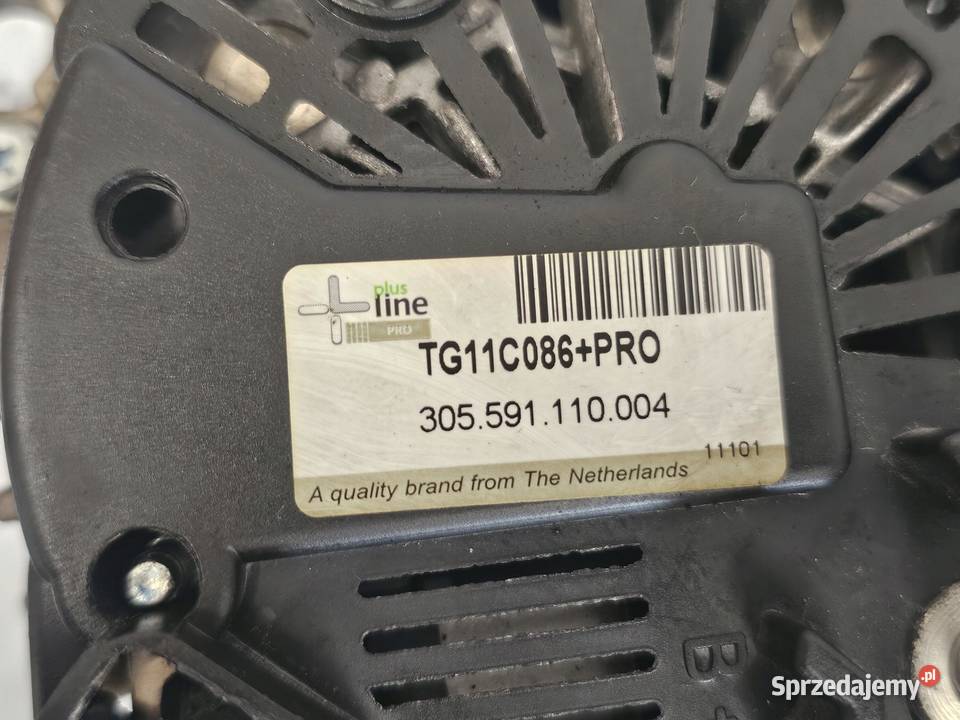 plus
line
PRO
TG11C086+PRO
305.591.110.004
11101
A quality brand from The Netherlands
B
+
Sprzedajemy.pl